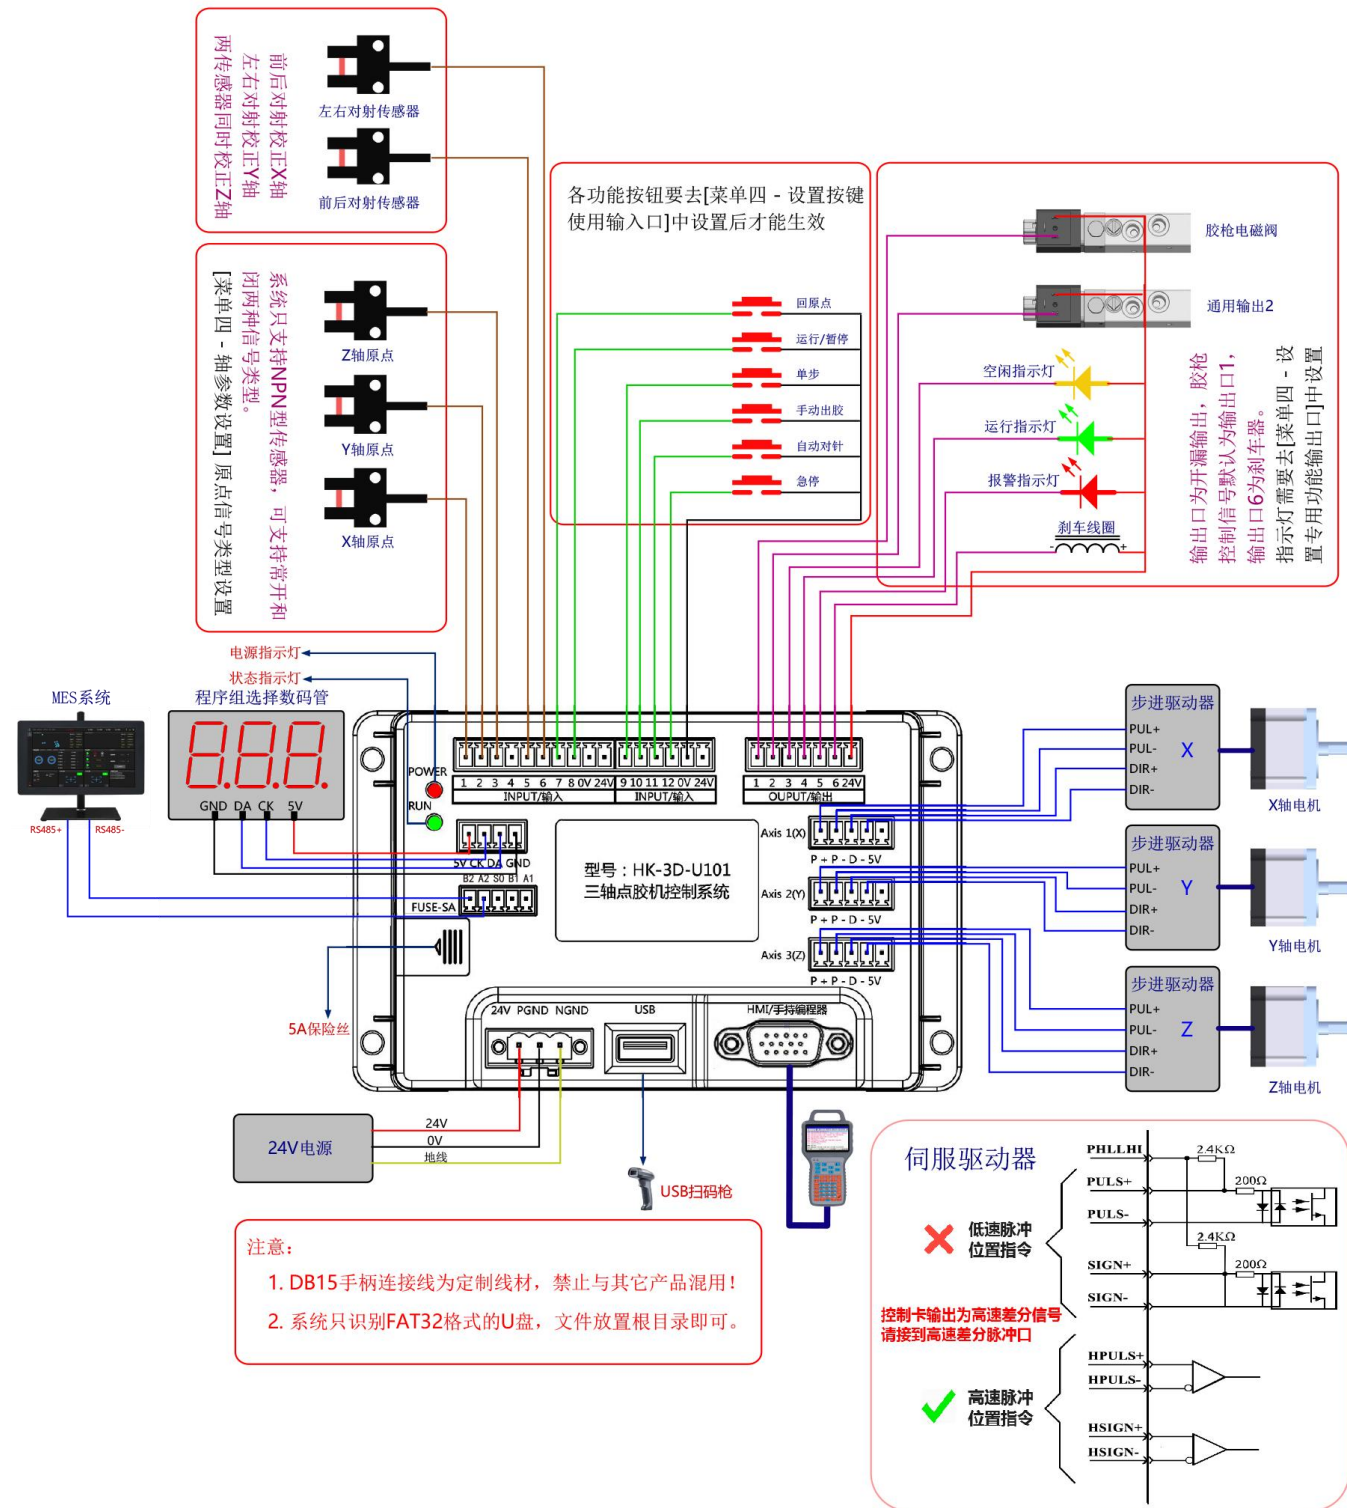 前后对射校正X轴
左右对射校正Y轴
两传感器同时校正Z轴
左右对射传感器
前后对射传感器
系统只支持NPN型传感器，可支持常开和
闭两种信号类型。
[菜单四 - 轴参数设置] 原点信号类型设置
Z轴原点
Y轴原点
X轴原点
各功能按钮要去[菜单四 - 设置按键
使用输入口]中设置后才能生效
回原点
运行/暂停
单步
手动出胶
自动对针
急停
胶枪电磁阀
通用输出2
空闲指示灯
运行指示灯
报警指示灯
刹车线圈
- +
输出口为开漏输出，胶枪
控制信号默认为输出口1，
输出口6为刹车器。
指示灯需要去[菜单四 - 设
置专用功能输出口]中设置
电源指示灯
状态指示灯
MES系统
RS485+ RS485-
程序组选择数码管
8.8.8.
GND DA CK 5V
POWER
RUN
1 2 3 4 5 6 7 8 0V 24V
INPUT/输入
9 10 11 12 0V 24V
INPUT/输入
1 2 3 4 5 6 24V
OUPUT/输出
5V CK DA GND
B2 A2 S0 B1 A1
FUSE-5A
型号：HK-3D-U101
三轴点胶机控制系统
Axis 1(X)
P + P - D - 5V
Axis 2(Y)
P + P - D - 5V
Axis 3(Z)
P + P - D - 5V
5A保险丝
24V PGND NGND
USB
HMI/手持编程器
步进驱动器
X
PUL+
PUL-
DIR+
DIR-
X轴电机
步进驱动器
Y
PUL+
PUL-
DIR+
DIR-
Y轴电机
步进驱动器
Z
PUL+
PUL-
DIR+
DIR-
Z轴电机
24V电源
24V
0V
地线
USB扫码枪
注意：
1. DB15手柄连接线为定制线材，禁止与其它产品混用！
2. 系统只识别FAT32格式的U盘，文件放置根目录即可。
伺服驱动器
低速脉冲
位置指令
控制卡输出为高速差分信号
请接到高速差分脉冲口
高速脉冲
位置指令
PHLLHI
2.4KΩ
PULS+
200Ω
PULS-
2.4KΩ
SIGN+
200Ω
SIGN-
HPULS+
HPULS-
HSIGN+
HSIGN-